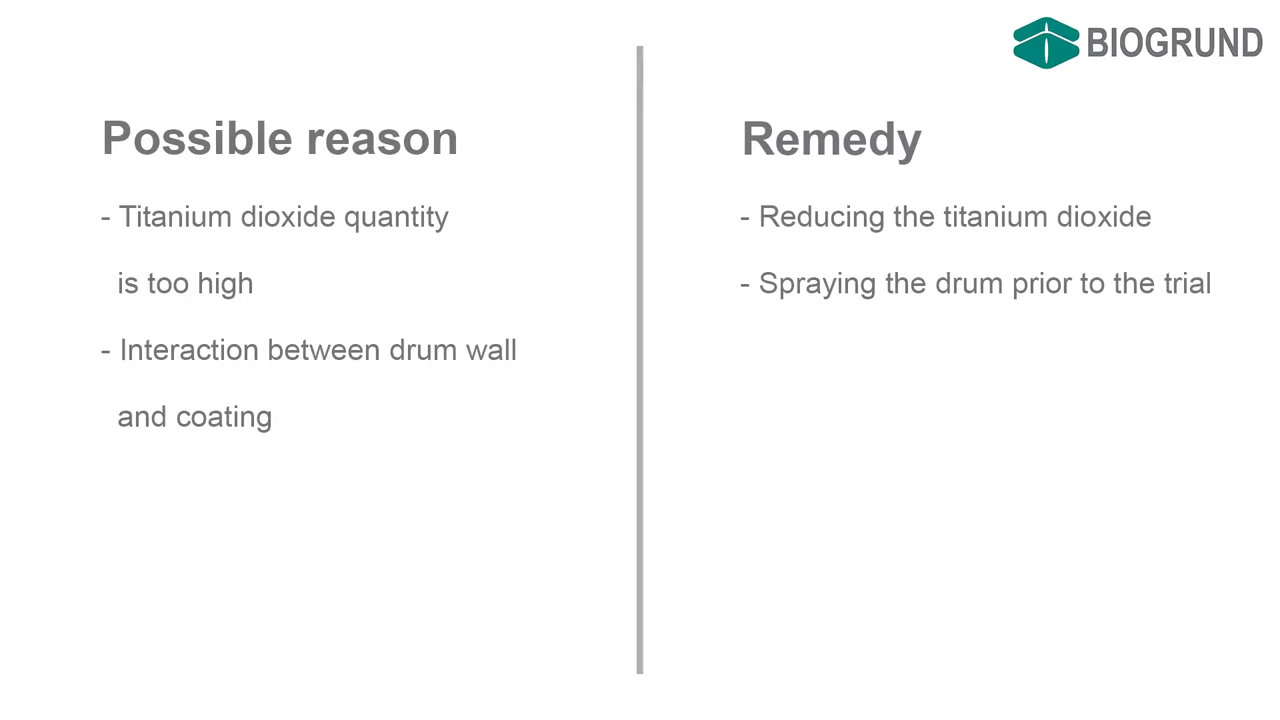 BIOGRUND
Possible reason
- Titanium dioxide quantity
is too high
- Interaction between drum wall
and coating
Remedy
- Reducing the titanium dioxide
- Spraying the drum prior to the trial